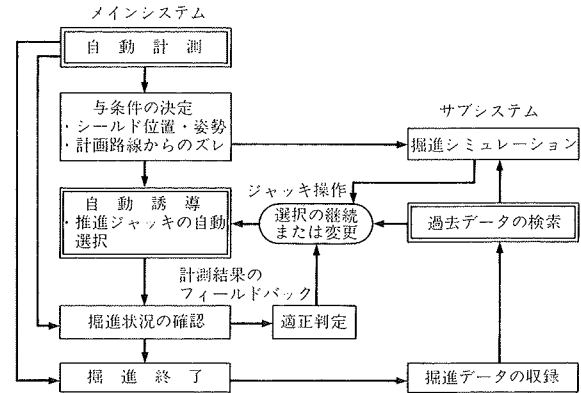 メインシステム
自動計測
与条件の決定
・シールド位置・姿勢
・計画路線からのズレ
サブシステム
掘進シミュレーション
ジャッキ操作
自動誘導
・推進ジャッキの自動
選択
選択の継続
または変更
過去データの検索
計測結果の
フィールドバック
掘進状況の確認
適正判定
掘進終了
掘進データの収録